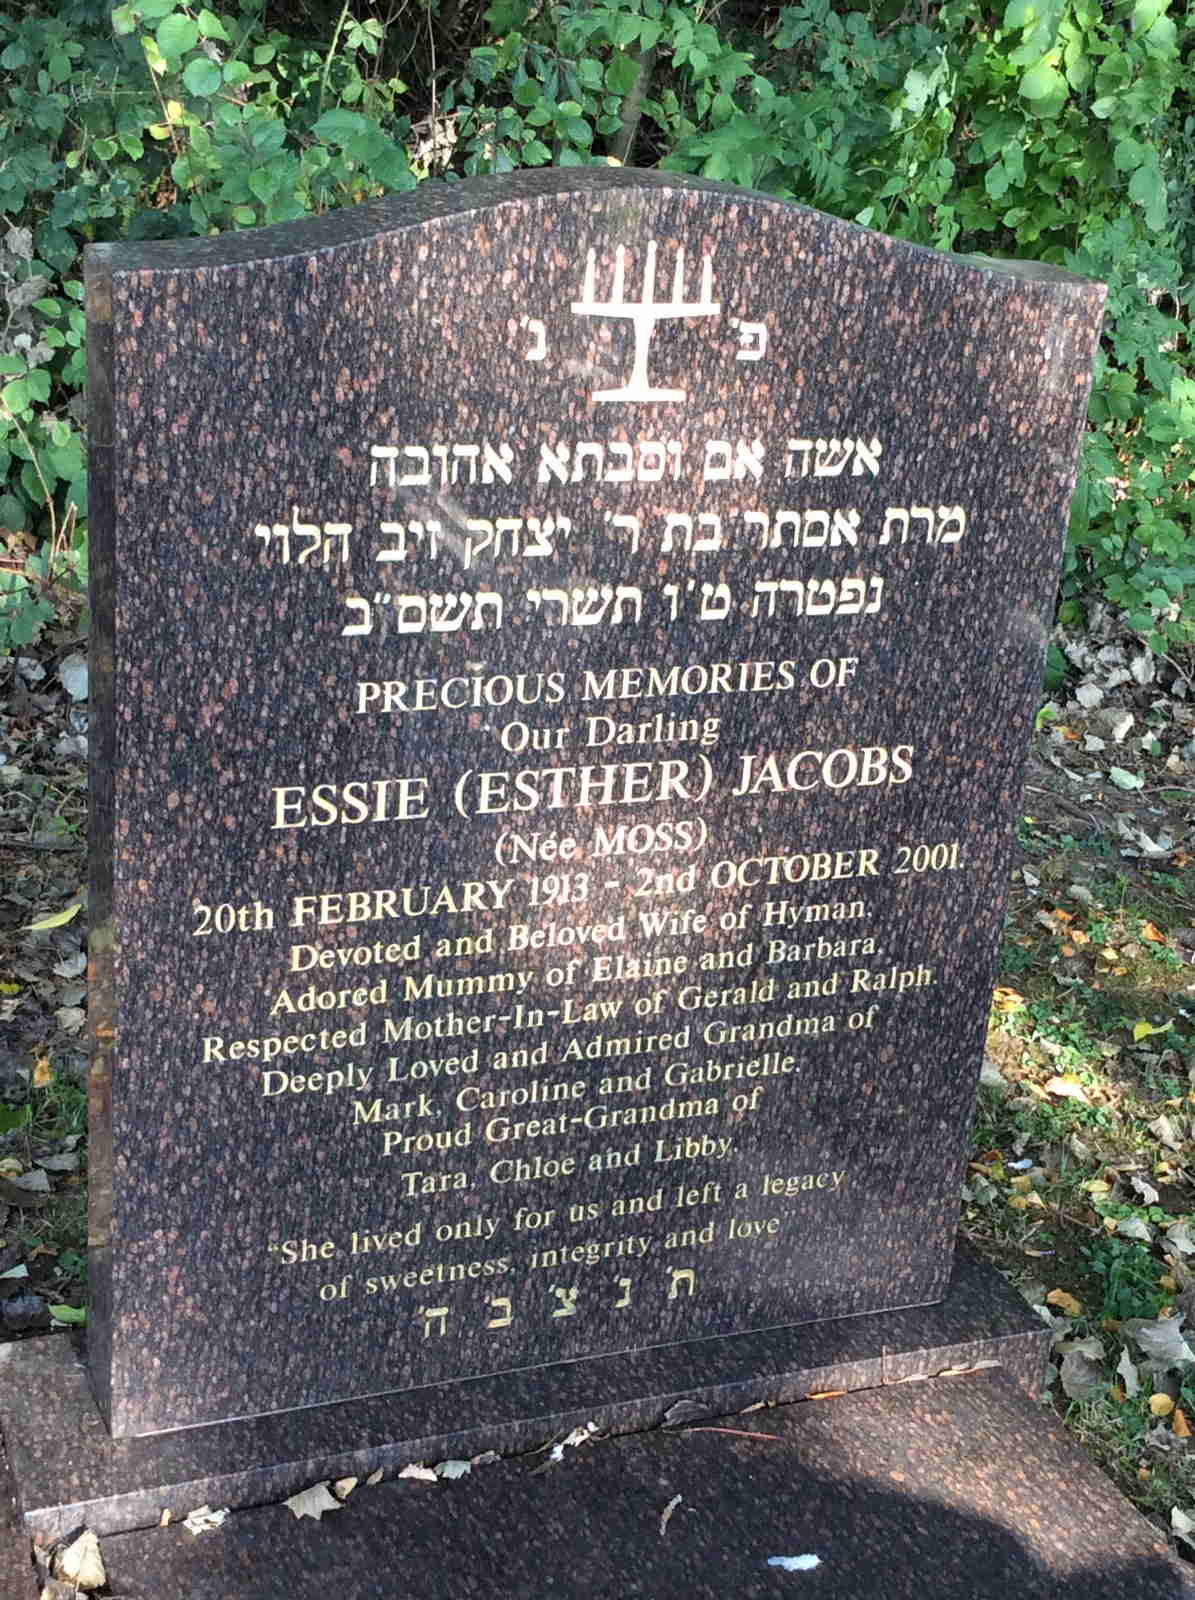 פ' נ'
אשה אם וסבתא אהובה
מרת אסתר בת ר' יצחק זיב הלוי
נפטרה ט'ו תשרי תשס"ב
PRECIOUS MEMORIES OF
Our Darling
ESSIE (ESTHER) JACOBS
(Née MOSS)
20th FEBRUARY 1913 - 2nd OCTOBER 2001.
Devoted and Beloved Wife of Hyman,
Adored Mummy of Elaine and Barbara,
Respected Mother-In-Law of Gerald and Ralph.
Deeply Loved and Admired Grandma of
Mark, Caroline and Gabrielle.
Proud Great-Grandma of
Tara, Chloe and Libby.
"She lived only for us and left a legacy
of sweetness, integrity and love"
ת' נ' צ' ב' ה'